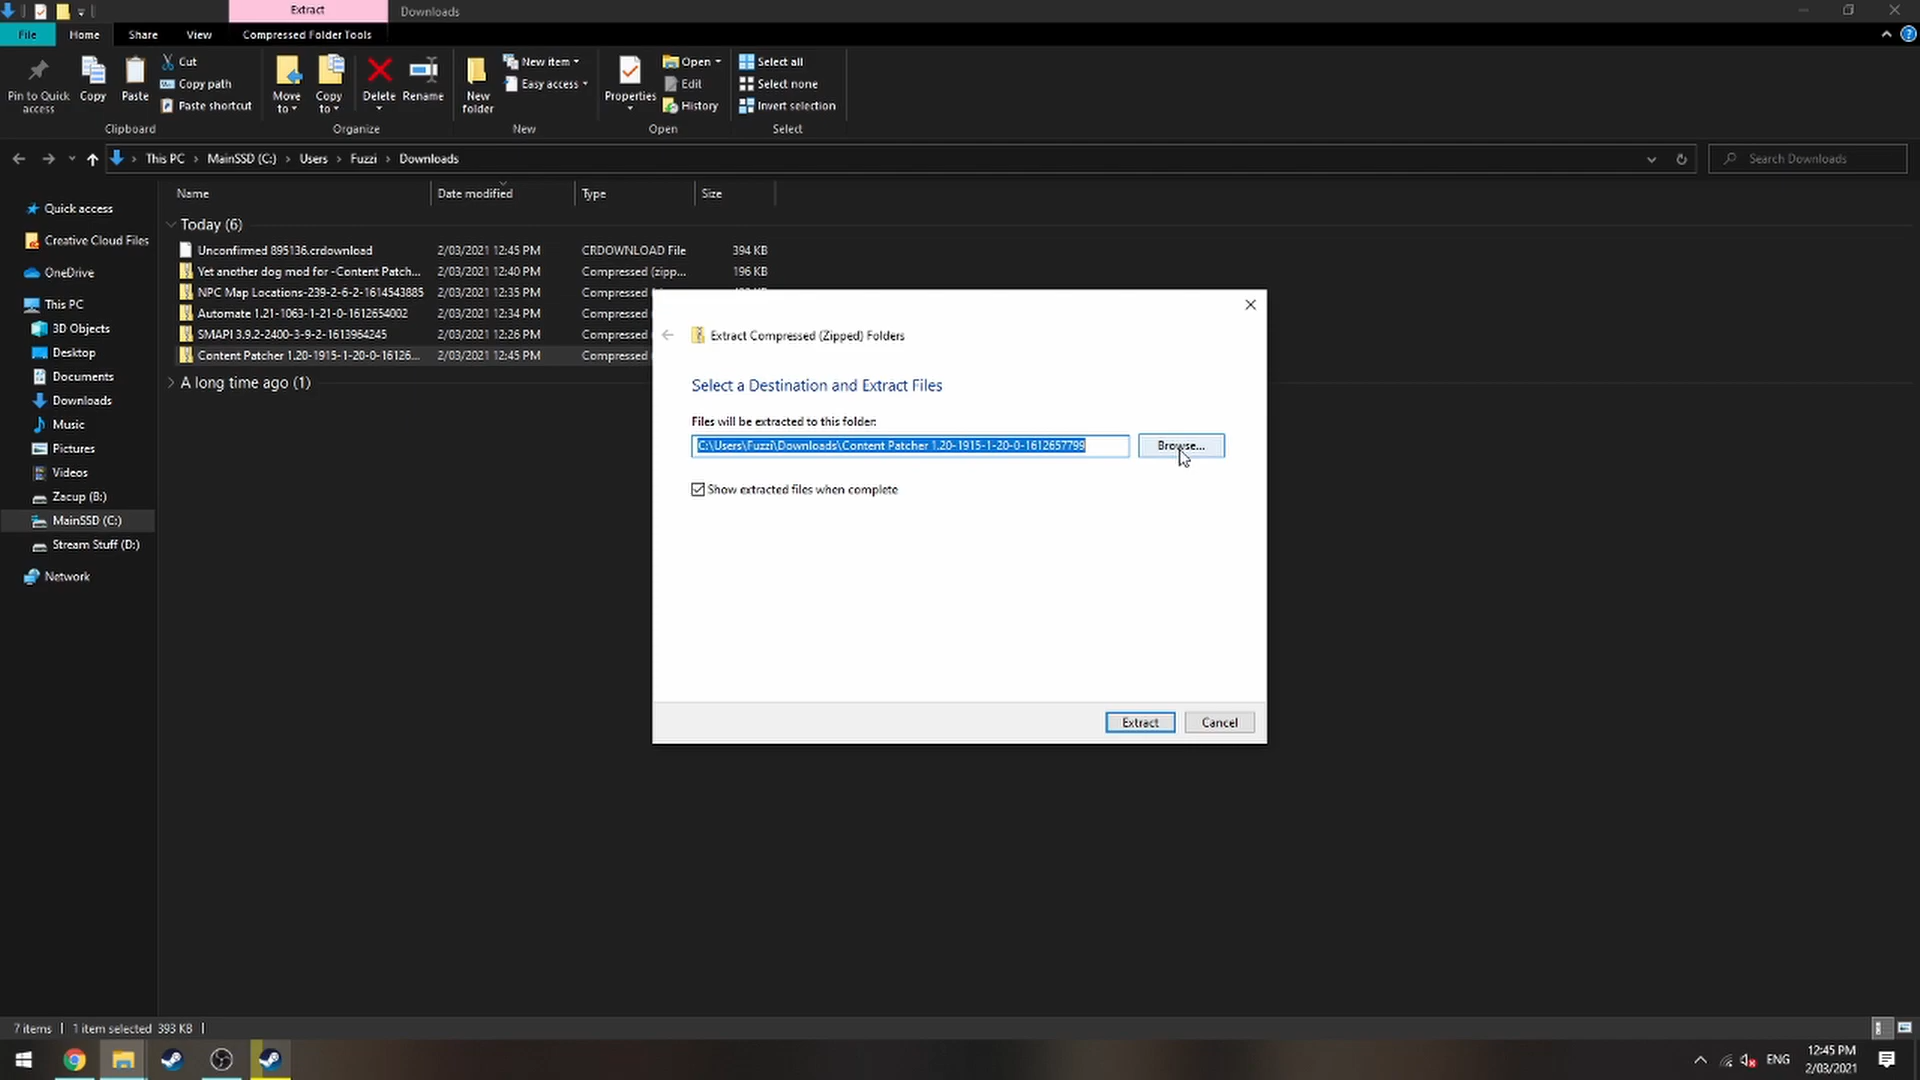 Extract
Downloads
File
Home
Share
View
Compressed Folder Tools
Pin to Quick access
Copy
Paste
Cut
Copy path
Paste shortcut
Move to
Copy to
Delete
Rename
New folder
New item
Easy access
Properties
Open
Edit
History
Select all
Select none
Invert selection
Clipboard
Organize
New
Open
Select
This PC > MainSSD (C:) > Users > Fuzzi > Downloads
Search Downloads
Name
Date modified
Type
Size
Quick access
Creative Cloud Files
OneDrive
This PC
3D Objects
Desktop
Documents
Downloads
Music
Pictures
Videos
Zacup (B:)
MainSSD (C:)
Stream Stuff (D:)
Network
Today (6)
Unconfirmed 895136.crdownload 2/03/2021 12:45 PM CRDOWNLOAD File 394 KB
Yet another dog mod for -Content Patch... 2/03/2021 12:40 PM Compressed (zipp... 196 KB
NPC Map Locations-239-2-6-2-1614543885 2/03/2021 12:35 PM Compressed
Automate 1.21-1063-1-21-0-1612654002 2/03/2021 12:34 PM Compressed
SMAPI 3.9.2-2400-3-9-2-1613964245 2/03/2021 12:26 PM Compressed
Content Patcher 1.20-1915-1-20-0-16126... 2/03/2021 12:45 PM Compressed
A long time ago (1)
Extract Compressed (Zipped) Folders
Select a Destination and Extract Files
Files will be extracted to this folder:
C:\Users\Fuzzi\Downloads\Content Patcher 1.20-1915-1-20-0-1612657799
Browse...
Show extracted files when complete
Extract
Cancel
7 items
1 item selected 393 KB
ENG
12:45 PM
2/03/2021